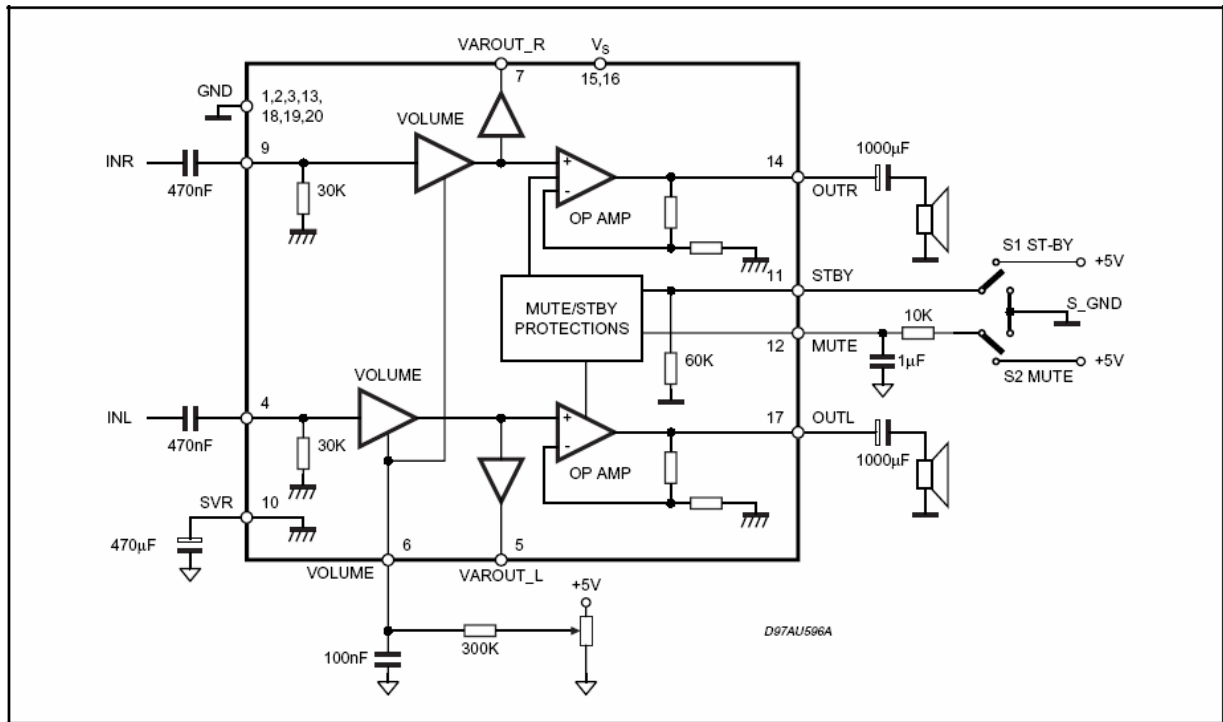 VAROUT_R
VS
7
15,16
GND
1,2,3,13,
18,19,20
VOLUME
INR
470nF
9
30K
+
-
OP AMP
14
1000µF
OUTR
11
STBY
S1 ST-BY
+5V
S_GND
MUTE/STBY
PROTECTIONS
10K
12
MUTE
60K
1µF
+5V
S2 MUTE
VOLUME
INL
470nF
4
30K
+
-
OP AMP
17
OUTL
1000µF
SVR
10
470µF
6
5
VOLUME
VAROUT_L
+5V
300K
100nF
D97AU596A